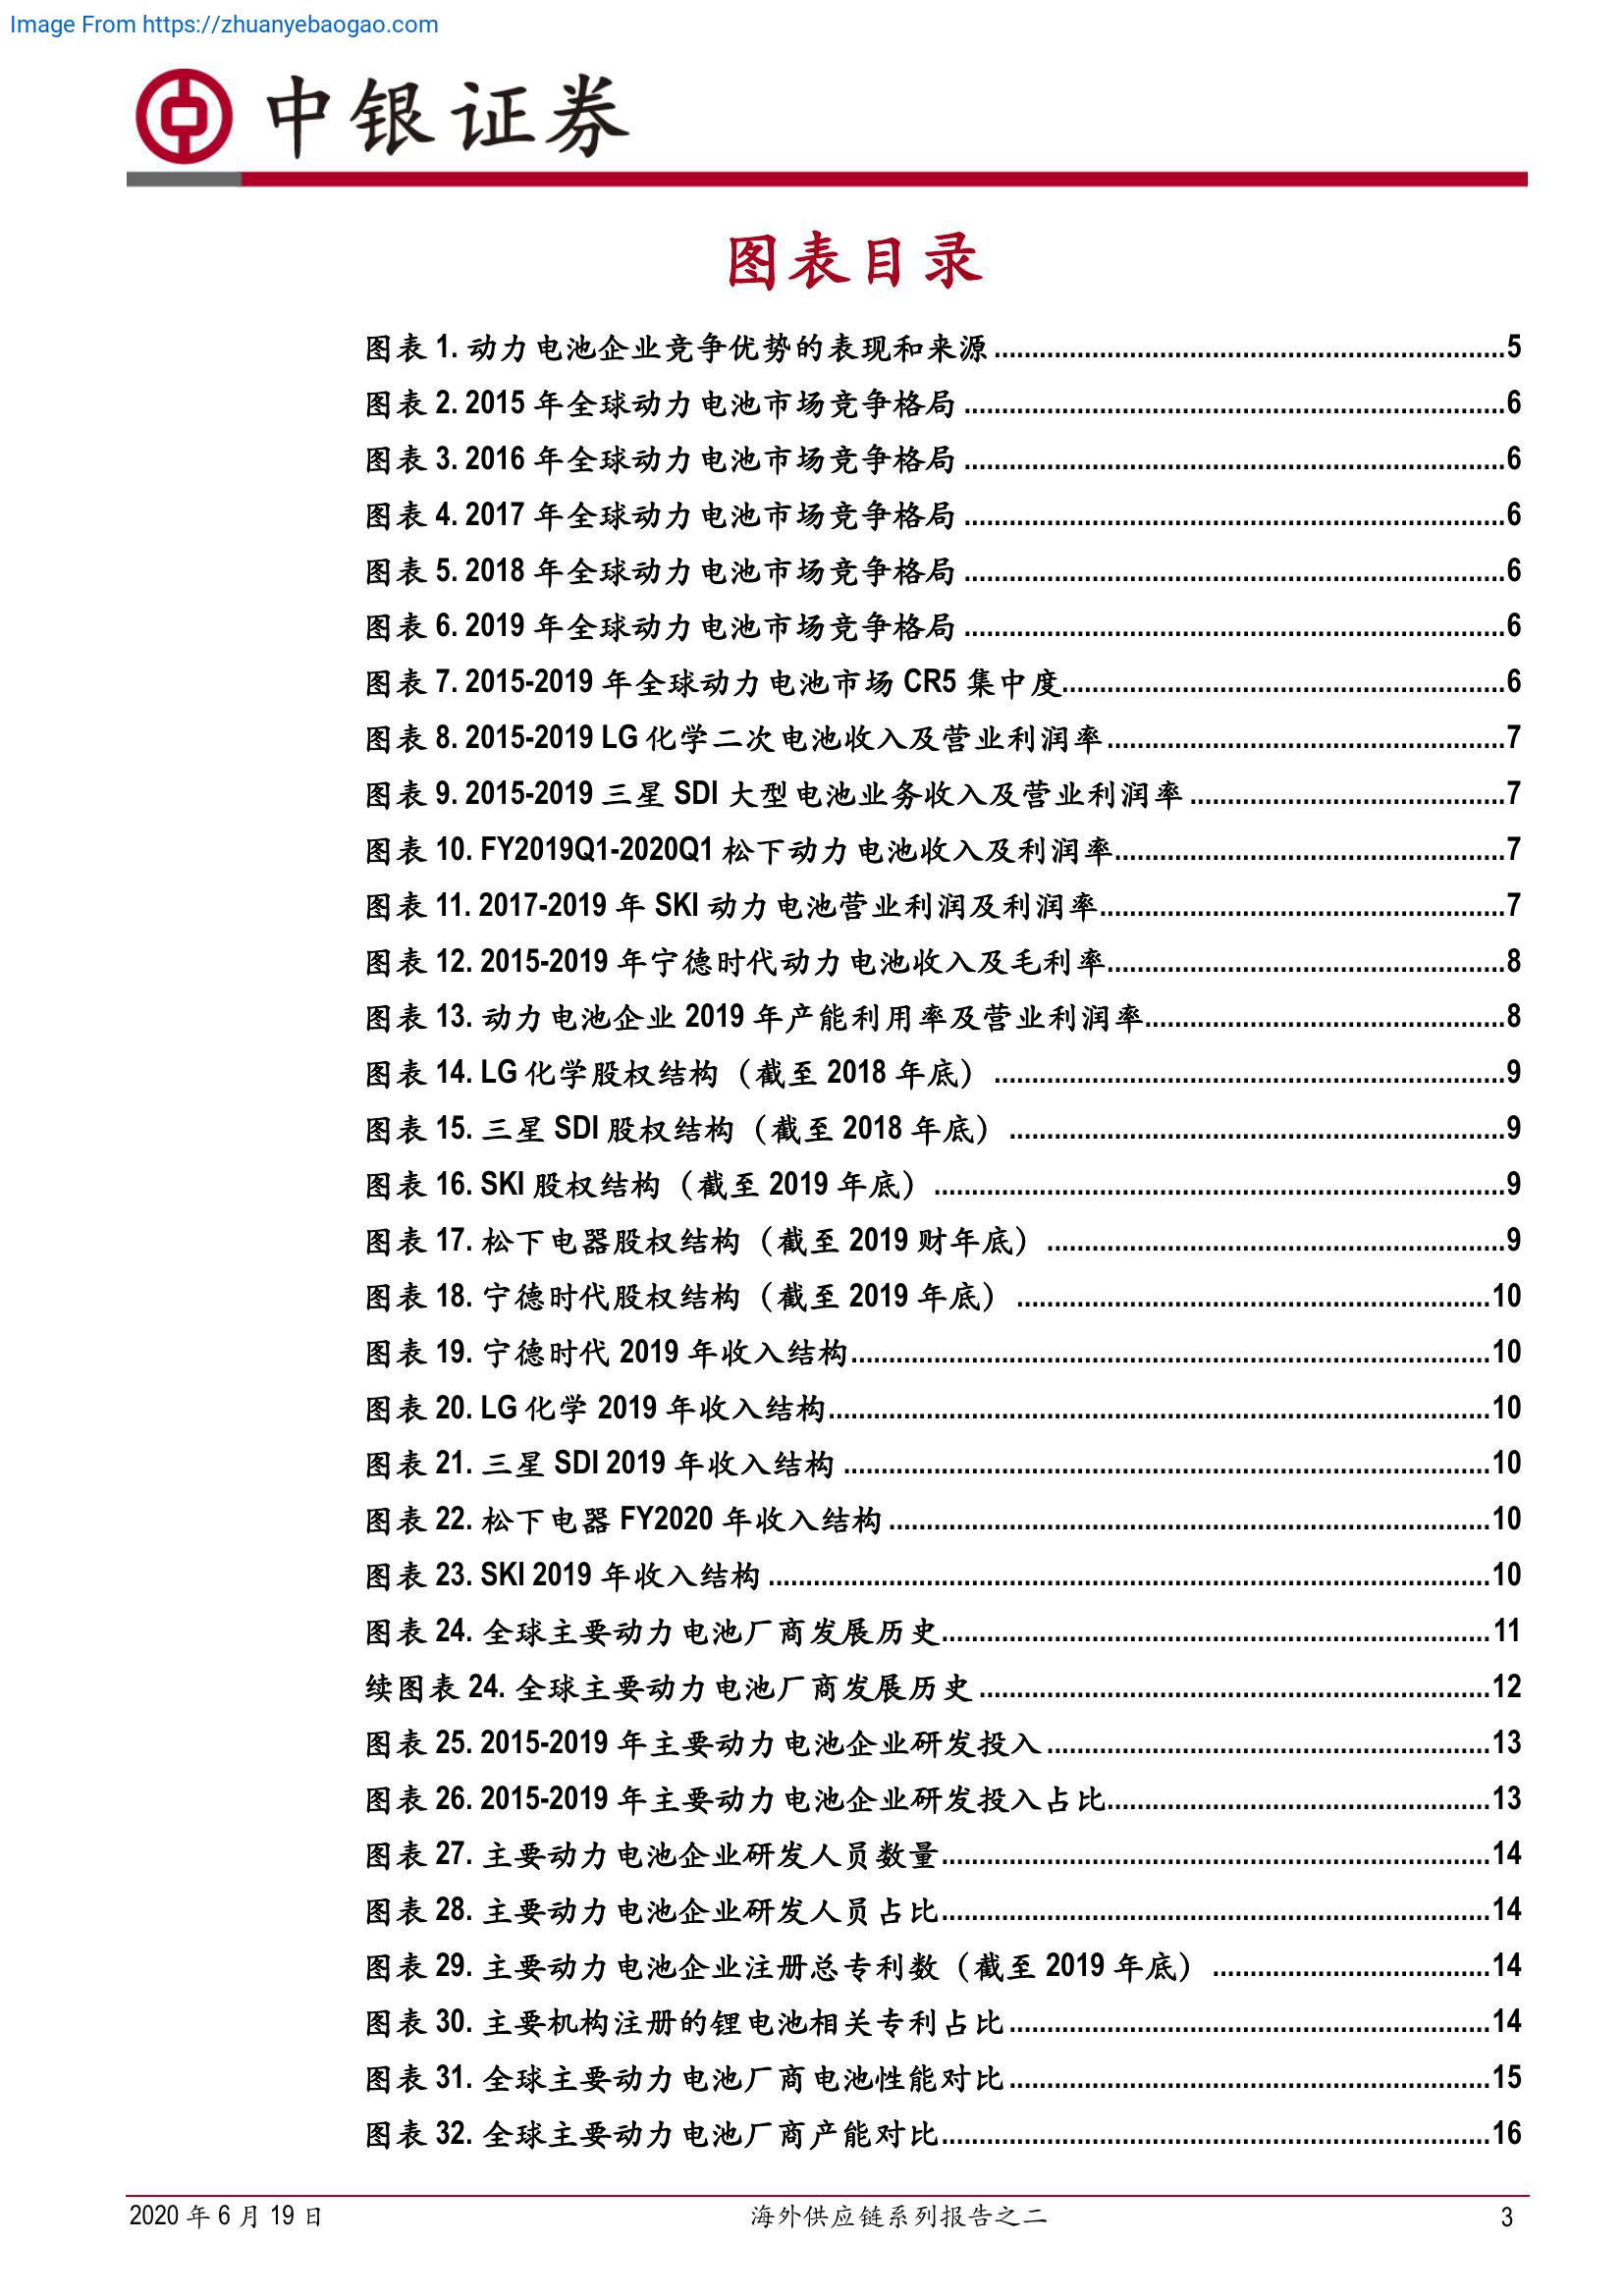 Image From https://zhuanyebaogao.com
中银证券
图表目录
图表 1. 动力电池企业竞争优势的表现和来源.....................................................................5
图表 2. 2015 年全球动力电池市场竞争格局.........................................................................6
图表 3. 2016 年全球动力电池市场竞争格局.........................................................................6
图表 4. 2017 年全球动力电池市场竞争格局.........................................................................6
图表 5. 2018 年全球动力电池市场竞争格局.........................................................................6
图表 6. 2019 年全球动力电池市场竞争格局.........................................................................6
图表 7. 2015-2019 年全球动力电池市场 CR5 集中度............................................................6
图表 8. 2015-2019 LG 化学二次电池收入及营业利润率......................................................7
图表 9. 2015-2019 三星 SDI 大型电池业务收入及营业利润率...........................................7
图表 10. FY2019Q1-2020Q1 松下动力电池收入及利润率.....................................................7
图表 11. 2017-2019 年 SKI 动力电池营业利润及利润率.......................................................7
图表 12. 2015-2019 年宁德时代动力电池收入及毛利率......................................................8
图表 13. 动力电池企业 2019 年产能利用率及营业利润率.................................................8
图表 14. LG 化学股权结构（截至 2018 年底）.....................................................................9
图表 15. 三星 SDI 股权结构（截至 2018 年底）...................................................................9
图表 16. SKI 股权结构（截至 2019 年底）.............................................................................9
图表 17. 松下电器股权结构（截至 2019 财年底）..............................................................9
图表 18. 宁德时代股权结构（截至 2019 年底）................................................................10
图表 19. 宁德时代 2019 年收入结构......................................................................................10
图表 20. LG 化学 2019 年收入结构.........................................................................................10
图表 21. 三星 SDI 2019 年收入结构.......................................................................................10
图表 22. 松下电器 FY2020 年收入结构.................................................................................10
图表 23. SKI 2019 年收入结构.................................................................................................10
图表 24. 全球主要动力电池厂商发展历史..........................................................................11
续图表 24. 全球主要动力电池厂商发展历史.....................................................................12
图表 25. 2015-2019 年主要动力电池企业研发投入............................................................13
图表 26. 2015-2019 年主要动力电池企业研发投入占比....................................................13
图表 27. 主要动力电池企业研发人员数量..........................................................................14
图表 28. 主要动力电池企业研发人员占比..........................................................................14
图表 29. 主要动力电池企业注册总专利数（截至 2019 年底）......................................14
图表 30. 主要机构注册的锂电池相关专利占比.................................................................14
图表 31. 全球主要动力电池厂商电池性能对比.................................................................15
图表 32. 全球主要动力电池厂商产能对比..........................................................................16
2020 年 6 月 19 日 海外供应链系列报告之二 3